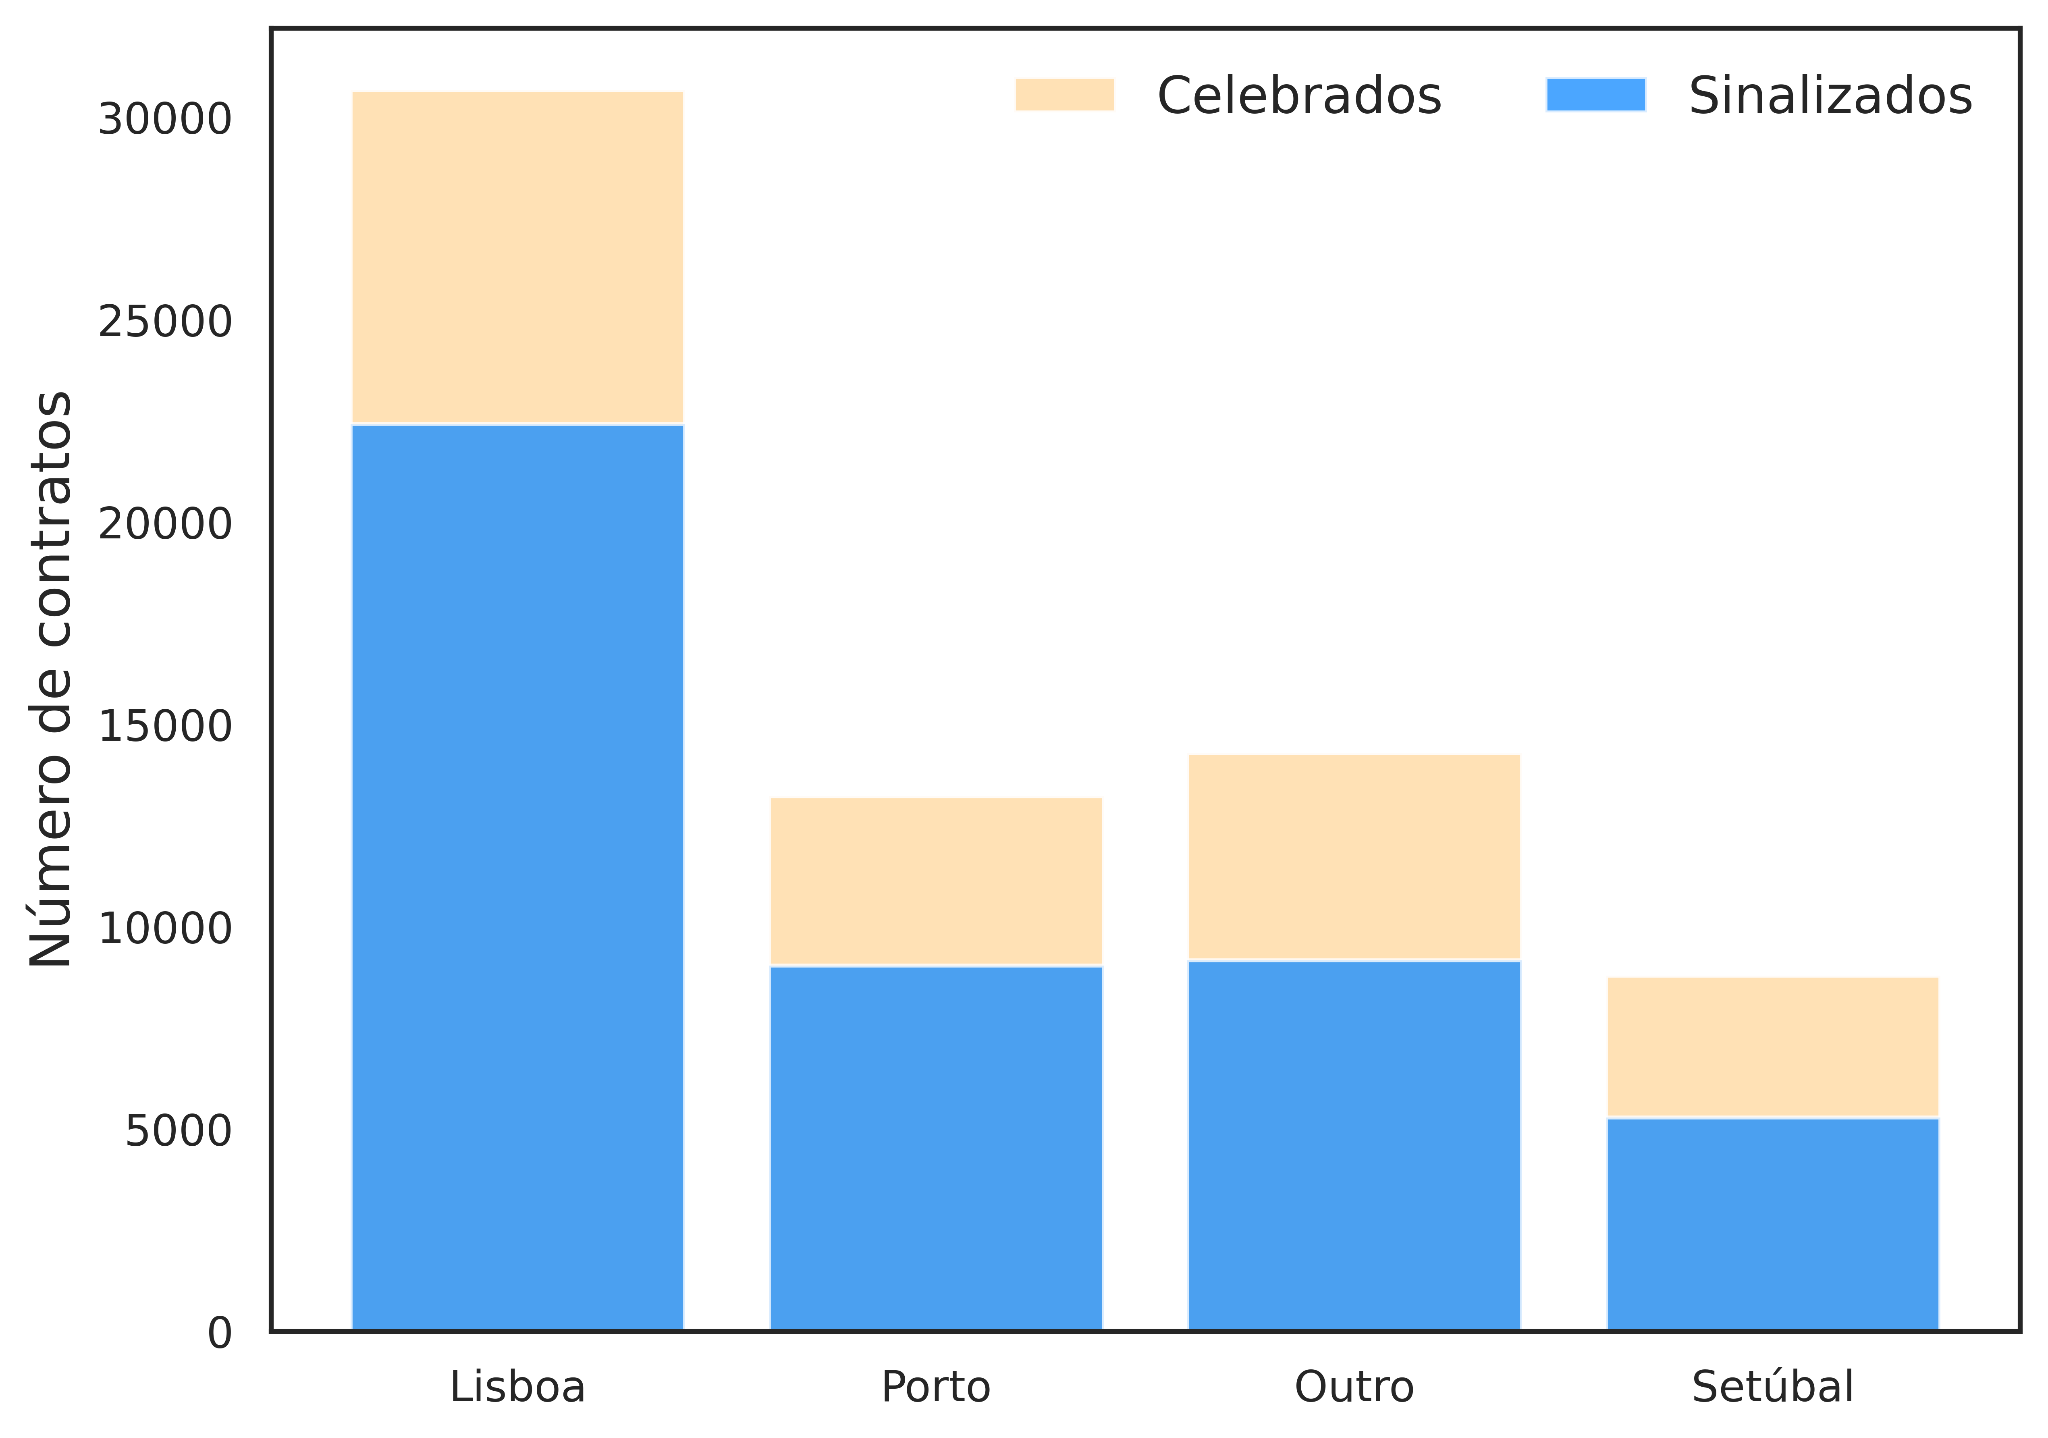 Celebrados
Sinalizados
Número de contratos
30000
25000
20000
15000
10000
5000
0
Lisboa
Porto
Outro
Setúbal